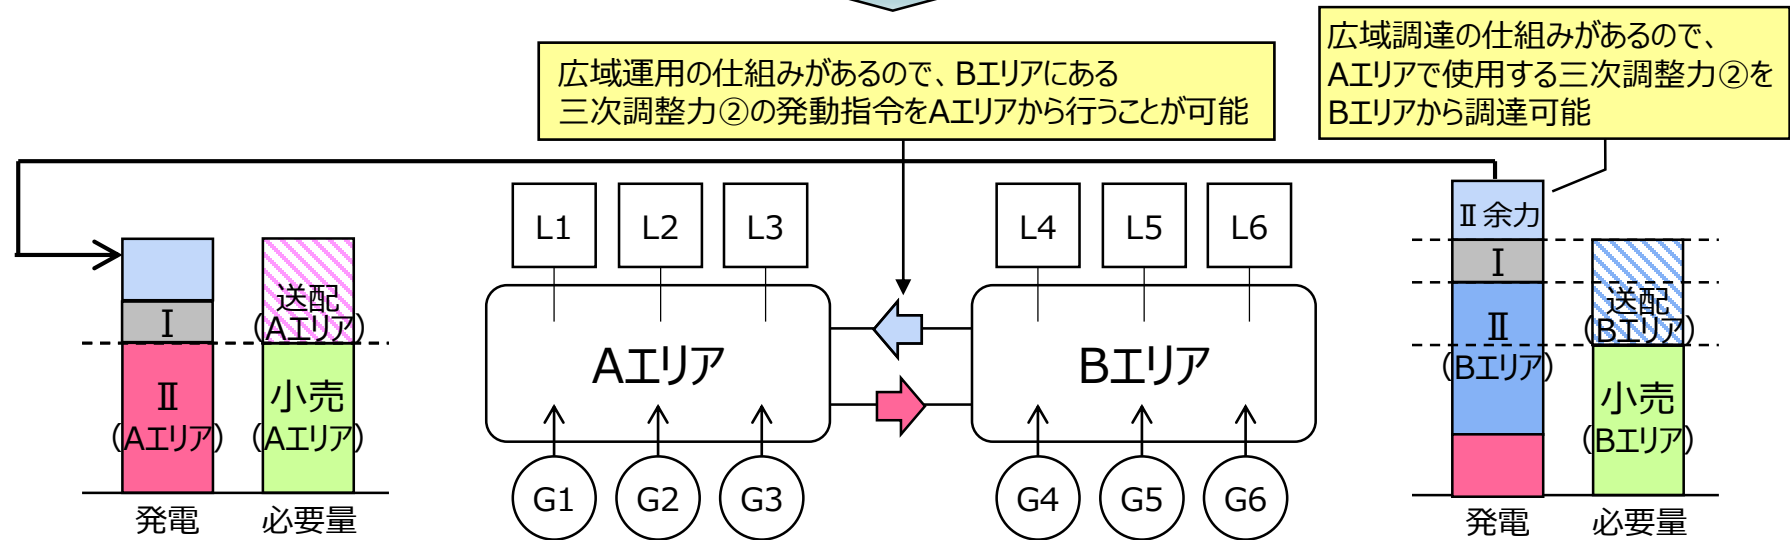 広域運用の仕組みがあるので、Bエリアにある
三次調整力②の発動指令をAエリアから行うことが可能
広域調達の仕組みがあるので、
Aエリアで使用する三次調整力②を
Bエリアから調達可能
Ⅰ
Ⅱ
(Aエリア)
発電
送配
(Aエリア)
小売
(Aエリア)
必要量
L1
L2
L3
Aエリア
G1
G2
G3
L4
L5
L6
Bエリア
G4
G5
G6
Ⅱ余力
Ⅰ
Ⅱ
(Bエリア)
発電
送配
(Bエリア)
小売
(Bエリア)
必要量